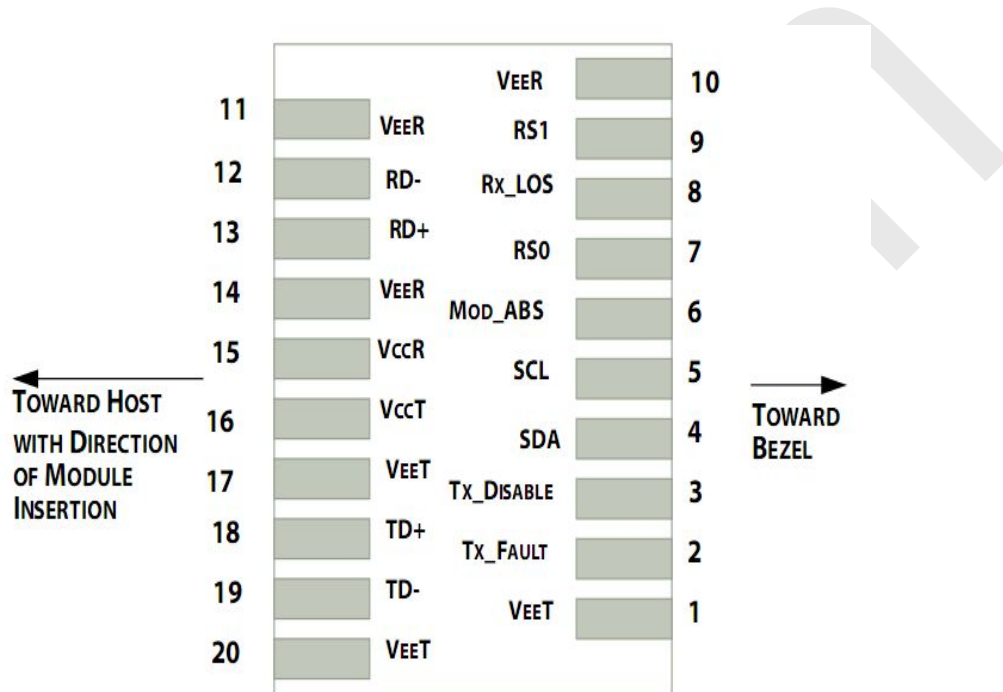 11
VEER
12
RD-
13
RD+
14
VEER
15
VCCR
16
VCCT
17
VEET
18
TD+
19
TD-
20
VEET
VEER
10
RS1
9
RX_LOS
8
RS0
7
MOD_ABS
6
SCL
5
SDA
4
TX_DISABLE
3
TX_FAULT
2
VEET
1
TOWARD HOST
WITH DIRECTION
OF MODULE
INSERTION
TOWARD
BEZEL